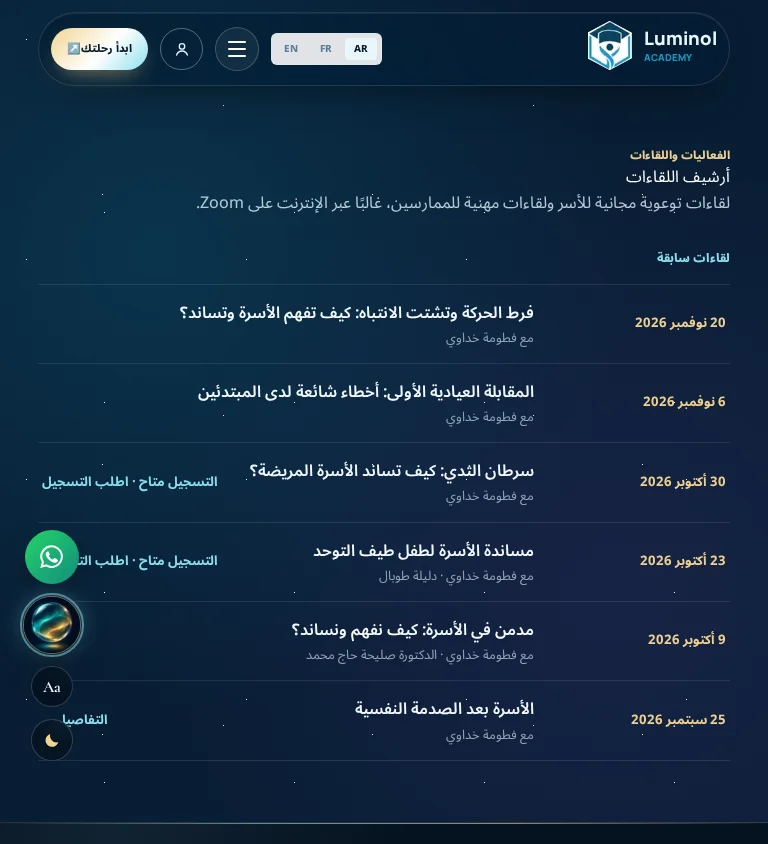 Luminol
ACADEMY
AR
FR
EN
ابدأ رحلتك
الفعاليات واللقاءات
أرشيف اللقاءات
لقاءات توعوية مجانية للأسر ولقاءات مهنية للممارسين، غالبًا عبر الإنترنت على Zoom.
لقاءات سابقة
20 نوفمبر 2026
فرط الحركة وتشتت الانتباه: كيف تفهم الأسرة وتساند؟
مع فطومة خداوي
6 نوفمبر 2026
المقابلة العيادية الأولى: أخطاء شائعة لدى المبتدئين
مع فطومة خداوي
30 أكتوبر 2026
سرطان الثدي: كيف تساند الأسرة المريضة؟
مع فطومة خداوي
التسجيل متاح · اطلب التسجيل
23 أكتوبر 2026
مساندة الأسرة لطفل طيف التوحد
مع فطومة خداوي · دليلة طوبال
التسجيل متاح · اطلب
9 أكتوبر 2026
مدمن في الأسرة: كيف نفهم ونساند؟
مع فطومة خداوي · الدكتورة صليحة حاج محمد
25 سبتمبر 2026
الأسرة بعد الصدمة النفسية
مع فطومة خداوي
Aa